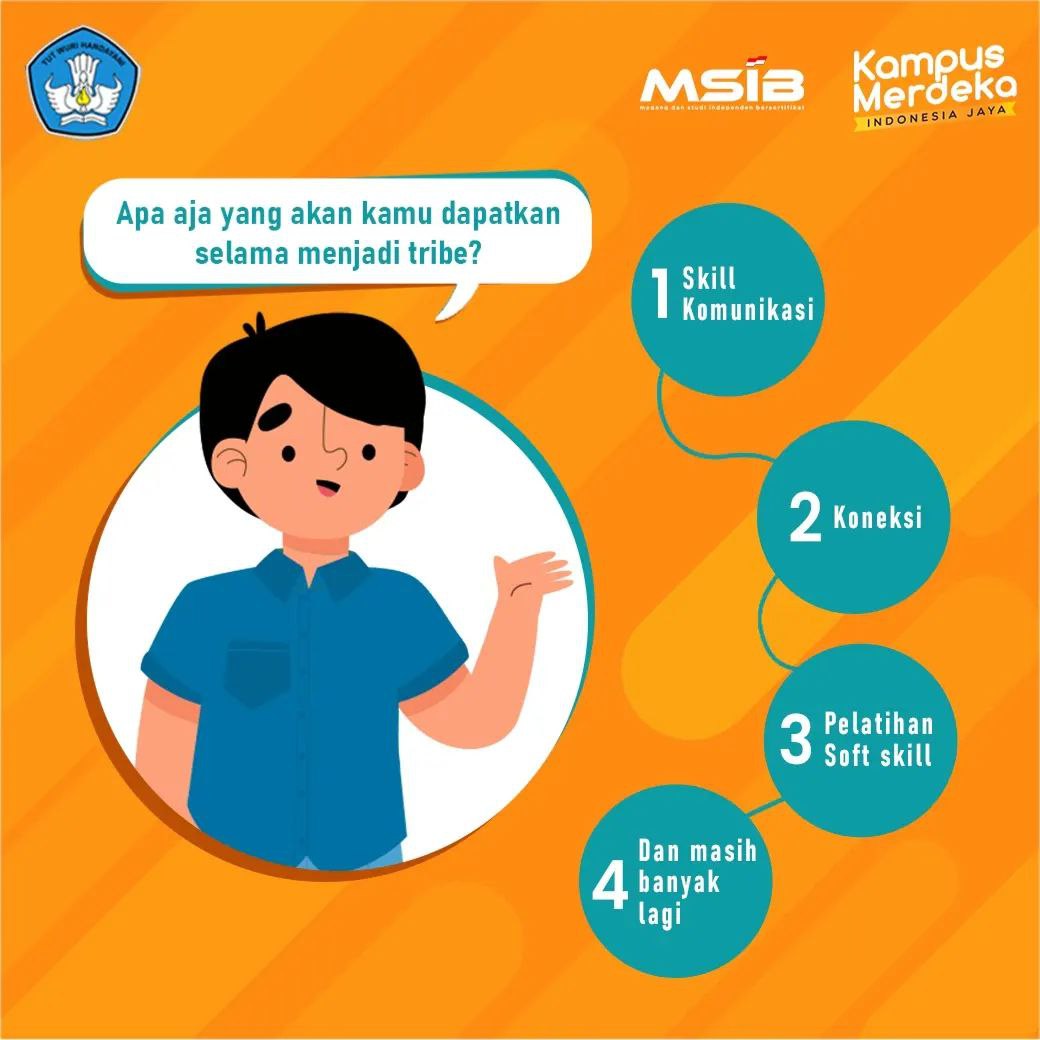 TUT WURI HANDAYANI
MSIB
magang dan studi independen bersertifikat
Kampus
Merdeka
INDONESIA JAYA
Apa aja yang akan kamu dapatkan
selama menjadi tribe?
1 Skill
Komunikasi
2 Koneksi
3 Pelatihan
Soft skill
4 Dan masih
banyak
lagi